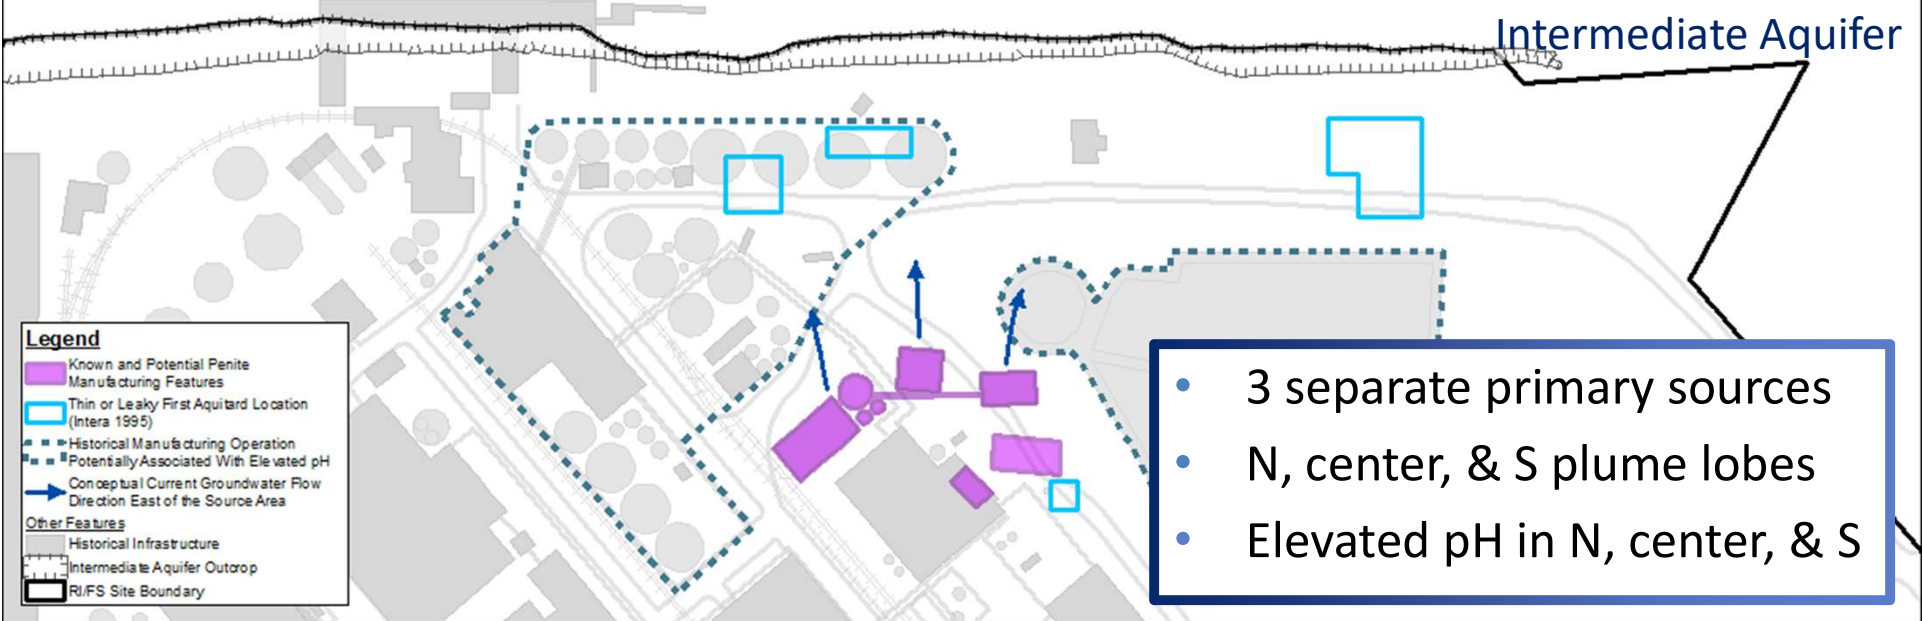 Intermediate Aquifer
Legend
Known and Potential Penite
Manufacturing Features
Thin or Leaky First Aquitard Location
(Intera 1995)
Historical Manufacturing Operation
Potentially Associated With Elevated pH
Conceptual Current Groundwater Flow
Direction East of the Source Area
Other Features
Historical Infrastructure
Intermediate Aquifer Outcrop
RI/FS Site Boundary
• 3 separate primary sources
• N, center, & S plume lobes
• Elevated pH in N, center, & S